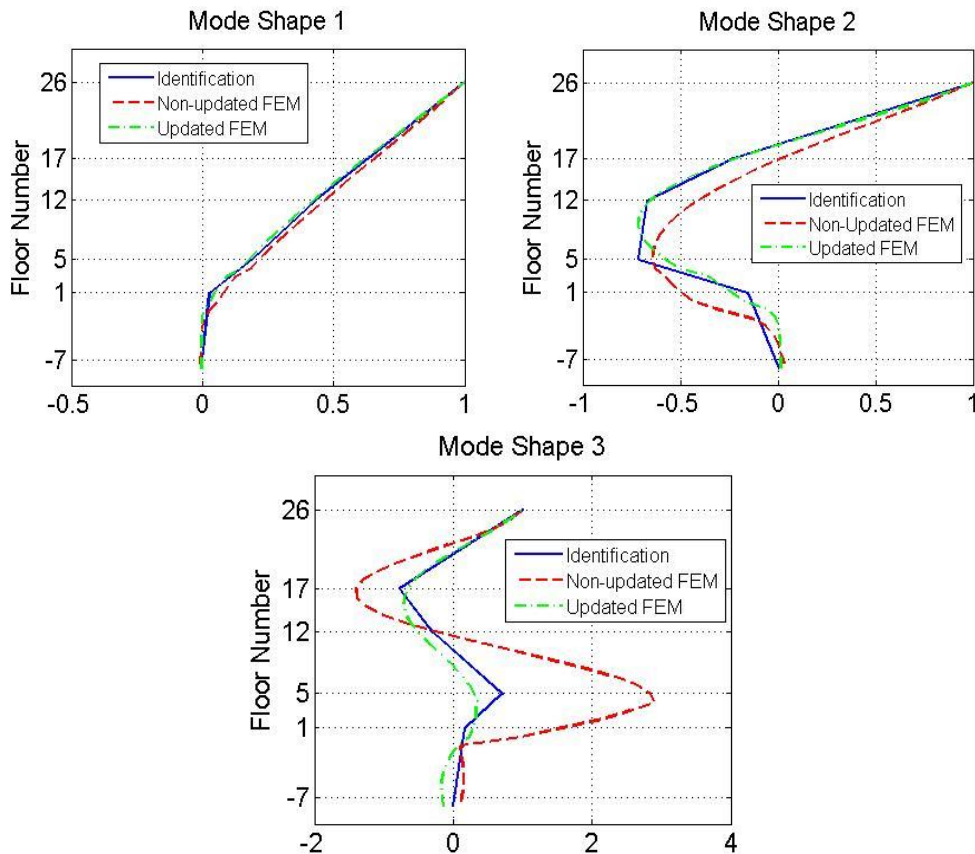 Mode Shape 1
Floor Number
26
17
12
5
1
-7
-0.5
0
0.5
1
Identification
Non-updated FEM
Updated FEM
Mode Shape 2
Floor Number
26
17
12
5
1
-7
-1
-0.5
0
0.5
1
Identification
Non-Updated FEM
Updated FEM
Mode Shape 3
Floor Number
26
17
12
5
1
-7
-2
0
2
4
Identification
Non-updated FEM
Updated FEM